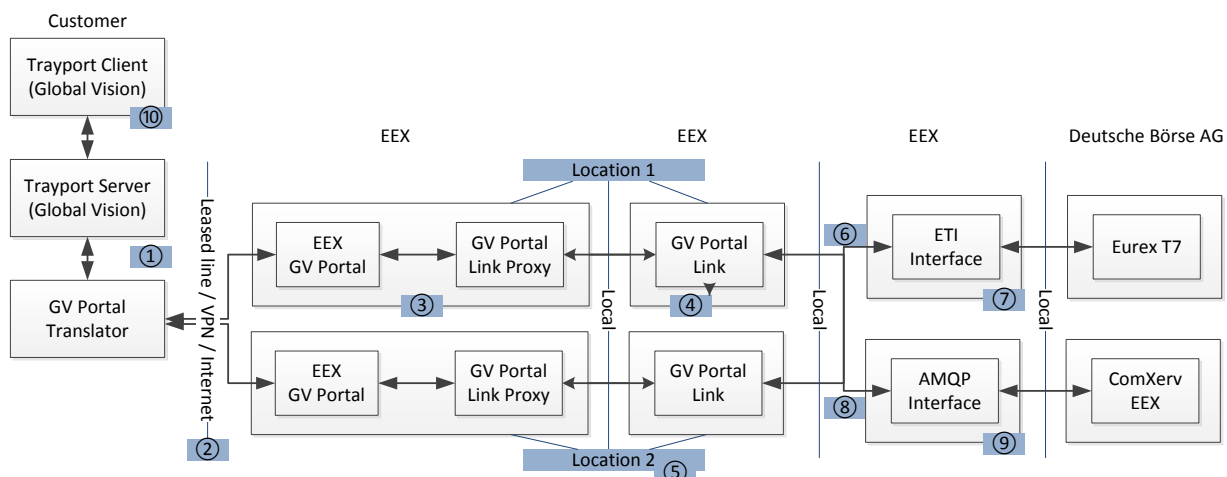 Customer
Trayport Client
(Global Vision)
⑩
Trayport Server
(Global Vision)
①
GV Portal
Translator
Leased line / VPN / Internet
②
EEX
EEX
EEX
Deutsche Börse AG
Location 1
EEX
GV Portal
GV Portal
Link Proxy
③
Local
GV Portal
Link
④
Local
⑥
ETI
Interface
⑦
Local
Eurex T7
EEX
GV Portal
GV Portal
Link Proxy
GV Portal
Link
⑧
AMQP
Interface
⑨
ComXerv
EEX
Location 2
⑤